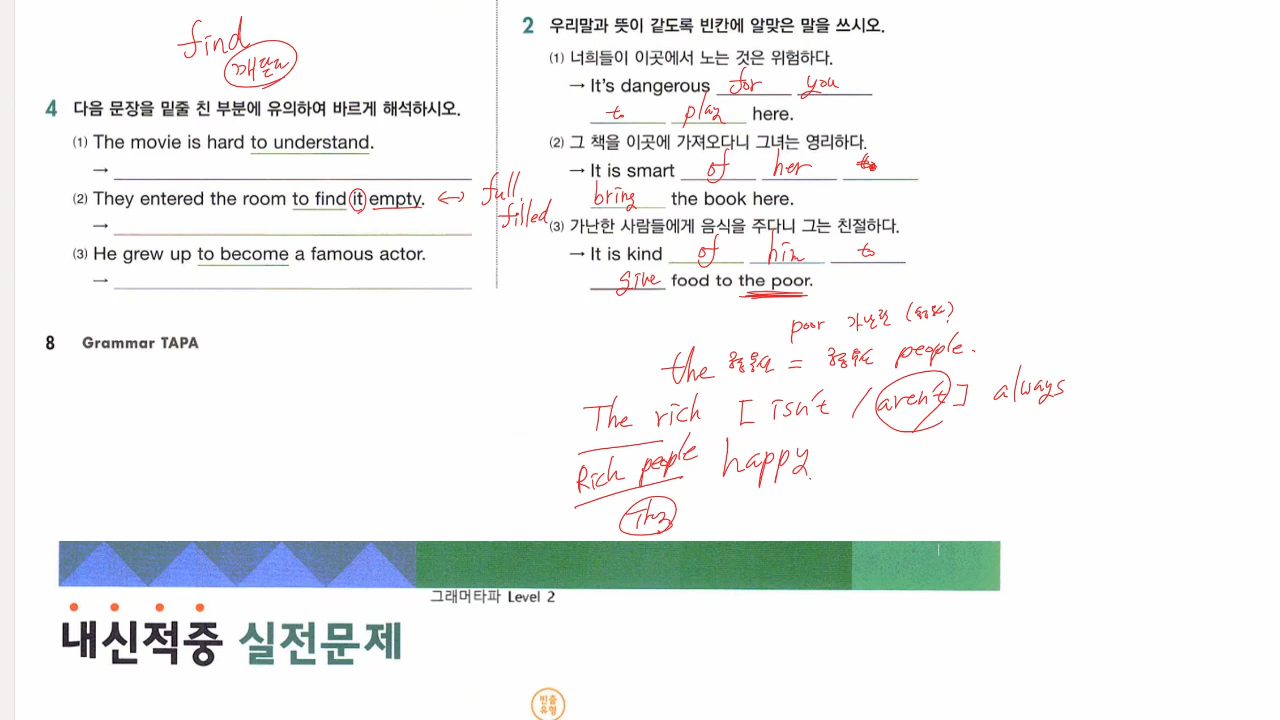 find
깨닫다
4 다음 문장을 밑줄 친 부분에 유의하여 바르게 해석하시오.
(1) The movie is hard to understand.
→
(2) They entered the room to find it empty. ↔ full.
filled
→
(3) He grew up to become a famous actor.
→
8 Grammar TAPA
2 우리말과 뜻이 같도록 빈칸에 알맞은 말을 쓰시오.
(1) 너희들이 이곳에서 노는 것은 위험하다.
→ It's dangerous for you
to play here.
(2) 그 책을 이곳에 가져오다니 그녀는 영리하다.
→ It is smart of her to
bring the book here.
(3) 가난한 사람들에게 음식을 주다니 그는 친절하다.
→ It is kind of him to
give food to the poor.
poor 가난한
the 형용사 = 형용사 people.
The rich [ isn't / aren't ] always
Rich people happy.
They
그래머타파 Level 2
내신적중 실전문제
빈출
유형